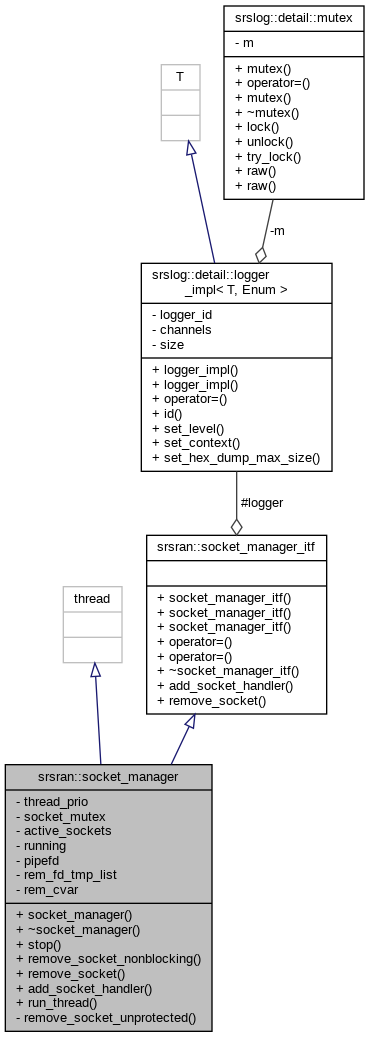 srslog::detail::mutex
- m
+ mutex()
+ operator=()
+ mutex()
+ ~mutex()
+ lock()
+ unlock()
+ try_lock()
+ raw()
+ raw()
T
-m
srslog::detail::logger
_impl< T, Enum >
- logger_id
- channels
- size
+ logger_impl()
+ logger_impl()
+ operator=()
+ id()
+ set_level()
+ set_context()
+ set_hex_dump_max_size()
#logger
srsran::socket_manager_itf
+ socket_manager_itf()
+ socket_manager_itf()
+ socket_manager_itf()
+ operator=()
+ operator=()
+ ~socket_manager_itf()
+ add_socket_handler()
+ remove_socket()
thread
srsran::socket_manager
- thread_prio
- socket_mutex
- active_sockets
- running
- pipefd
- rem_fd_tmp_list
- rem_cvar
+ socket_manager()
+ ~socket_manager()
+ stop()
+ remove_socket_nonblocking()
+ remove_socket()
+ add_socket_handler()
+ run_thread()
- remove_socket_unprotected()